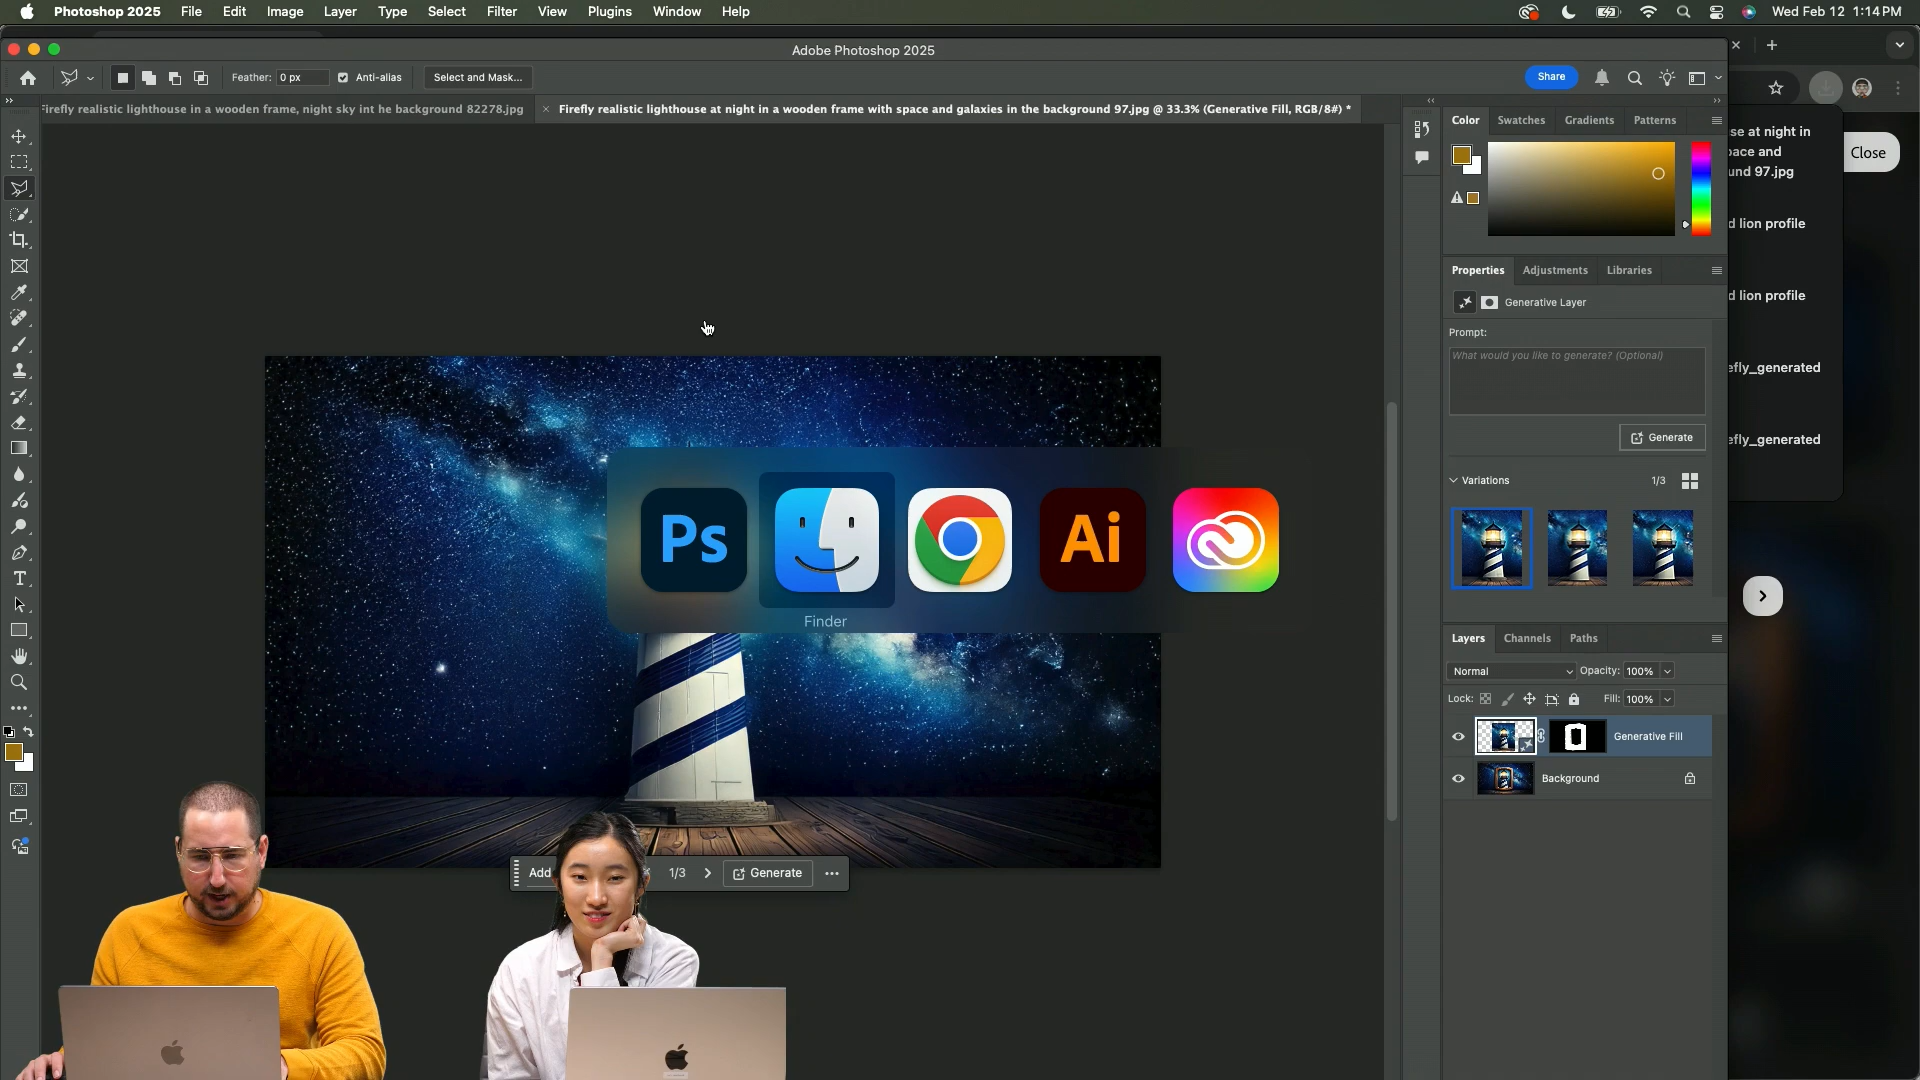 Photoshop 2025 File Edit Image Layer Type Select Filter View Plugins Window Help Wed Feb 12 1:14 PM
Adobe Photoshop 2025
Feather: 0 px Anti-alias Select and Mask... Share
Firefly realistic lighthouse in a wooden frame, night sky int he background 82278.jpg × Firefly realistic lighthouse at night in a wooden frame with space and galaxies in the background 97.jpg @ 33.3% (Generative Fill, RGB/8#) *
Color Swatches Gradients Patterns
se at night in
pace and
und 97.jpg
Close
d lion profile
Properties Adjustments Libraries
d lion profile
Generative Layer
Prompt:
What would you like to generate? (Optional)
efly_generated
Generate
efly_generated
Variations 1/3
Ps
Ai
Finder
Layers Channels Paths
Normal Opacity: 100%
Lock: Fill: 100%
Generative Fill
Background
Add 1/3 Generate